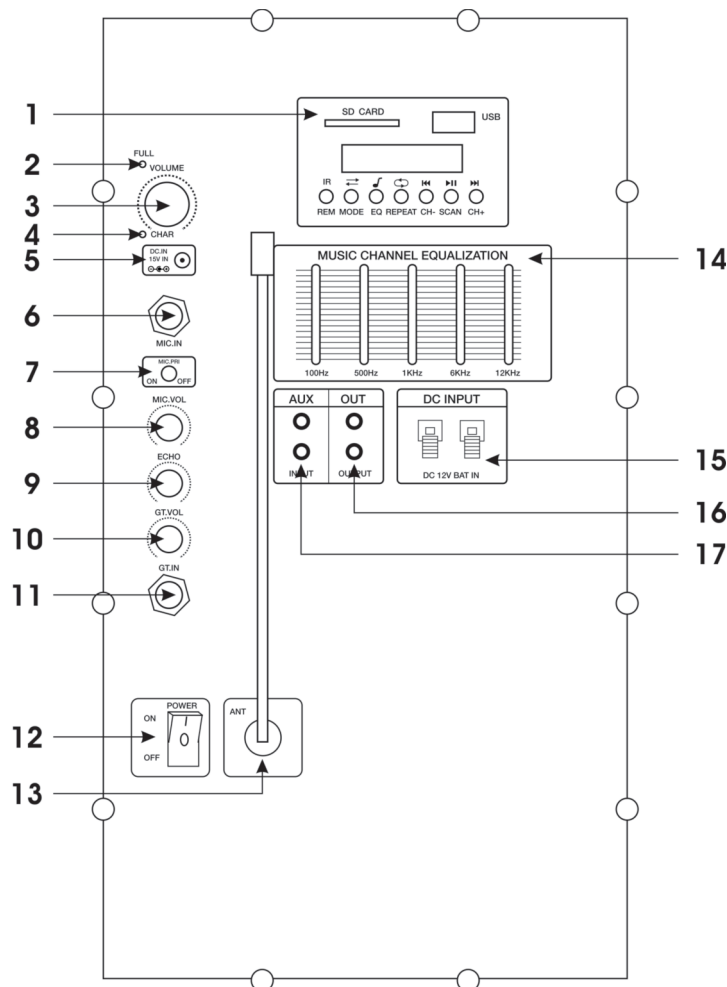 1
SD CARD
USB
2
FULL
VOLUME
IR
REM MODE EQ REPEAT CH- SCAN CH+
3
4
CHAR
5
DC.IN
15V IN
MUSIC CHANNEL EQUALIZATION
14
6
MIC.IN
100Hz 500Hz 1KHz 6KHz 12KHz
7
MIC.PRI
ON OFF
AUX OUT
DC INPUT
8
MIC.VOL
INPUT OUTPUT
DC 12V BAT IN
15
9
ECHO
16
10
GT.VOL
17
11
GT.IN
12
POWER
ON
OFF
ANT
13